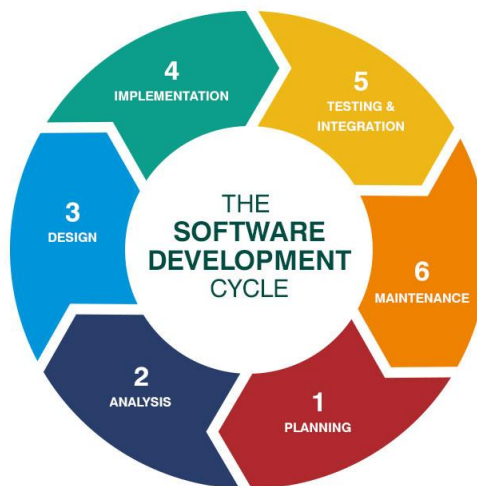 THE
SOFTWARE
DEVELOPMENT
CYCLE
1
PLANNING
2
ANALYSIS
3
DESIGN
4
IMPLEMENTATION
5
TESTING &
INTEGRATION
6
MAINTENANCE